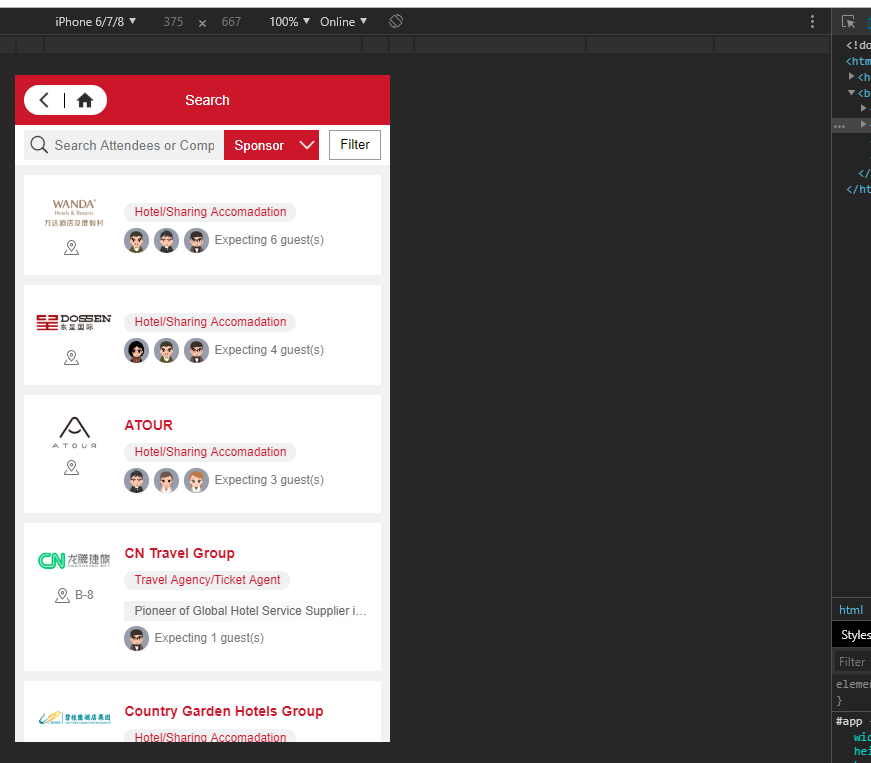 iPhone 6/7/8 ▼ 375 × 667 100% ▼ Online ▼
Search
Search Attendees or Comp
Sponsor
Filter
WANDA
Hotels & Resorts
万达酒店及度假村
Hotel/Sharing Accomadation
Expecting 6 guest(s)
DOSSEN
东呈国际
Hotel/Sharing Accomadation
Expecting 4 guest(s)
ATOUR
ATOUR
Hotel/Sharing Accomadation
Expecting 3 guest(s)
CN 龙腾捷旅
CN Travel Group
B-8
Travel Agency/Ticket Agent
Pioneer of Global Hotel Service Supplier i...
Expecting 1 guest(s)
碧桂园酒店集团
Country Garden Hotels Group
Hotel/Sharing Accomadation
<!do
<htm
<h
<b
...
</
</ht
html
Styles
Filter
elemen
}
#app
wid
hei